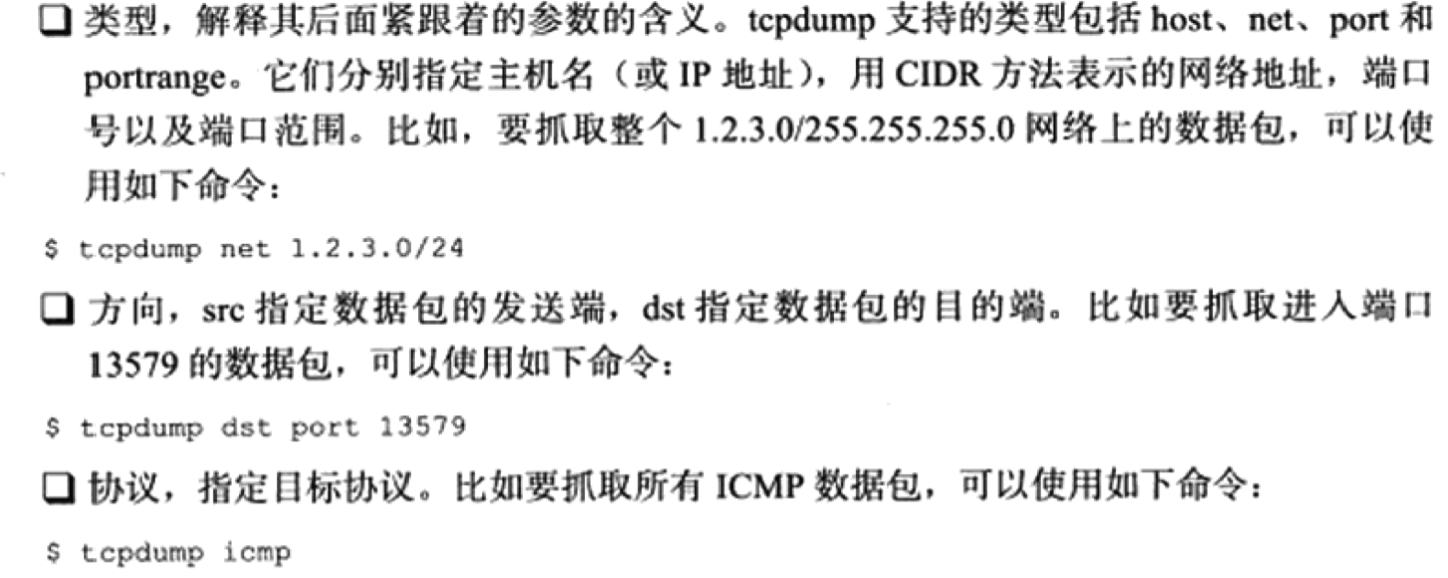 ❑ 类型，解释其后面紧跟着的参数的含义。tcpdump 支持的类型包括 host、net、port 和
portrange。它们分别指定主机名（或 IP 地址），用 CIDR 方法表示的网络地址，端口
号以及端口范围。比如，要抓取整个 1.2.3.0/255.255.255.0 网络上的数据包，可以使
用如下命令：
$ tcpdump net 1.2.3.0/24
❑ 方向，src 指定数据包的发送端，dst 指定数据包的目的端。比如要抓取进入端口
13579 的数据包，可以使用如下命令：
$ tcpdump dst port 13579
❑ 协议，指定目标协议。比如要抓取所有 ICMP 数据包，可以使用如下命令：
$ tcpdump icmp